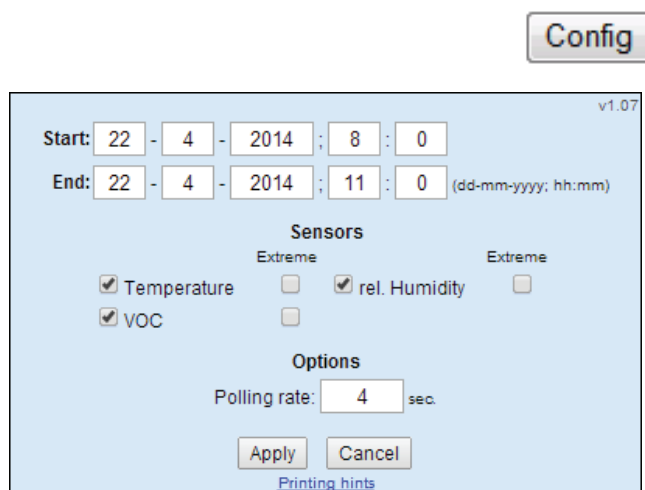 Config
v1.07
Start: 22 - 4 - 2014 ; 8 : 0
End: 22 - 4 - 2014 ; 11 : 0 (dd-mm-yyyy; hh:mm)
Sensors
Extreme Extreme
Temperature rel. Humidity
VOC
Options
Polling rate: 4 sec.
Apply Cancel
Printing hints